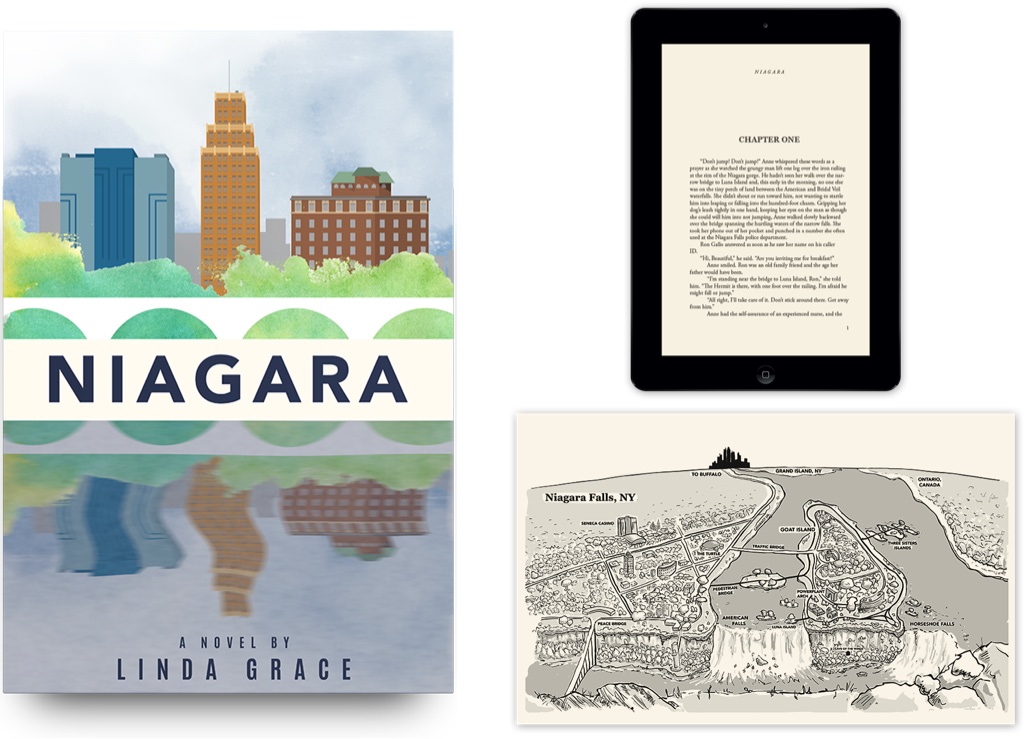 NIAGARA
A NOVEL BY
LINDA GRACE
NIAGARA
CHAPTER ONE
"Don't jump! Don't jump!" Anne whispered these words as a
prayer as she watched the grungy man lift one leg over the iron railing
at the rim of the Niagara gorge. He hadn't seen her walk over the nar-
row bridge to Luna Island and, this early in the morning, no one else
was on the tiny patch of land between the American and Bridal Veil
waterfalls. She didn't shout or run toward him, not wanting to startle
him into leaping or falling into the hundred-foot chasm. Gripping her
dog's leash tightly in one hand, keeping her eyes on the man as though
she could will him into not jumping, Anne walked slowly backward
over the bridge spanning the hurtling waters of the narrow falls. She
took her phone out of her pocket and punched in a number she often
used at the Niagara Falls police department.
Ron Gallo answered as soon as he saw her name on his caller
ID.
"Hi, Beautiful," he said. "Are you inviting me for breakfast?"
Anne smiled. Ron was an old family friend and the age her
father would have been.
"I'm standing near the bridge to Luna Island, Ron," she told
him. "The Hermit is there, with one foot over the railing. I'm afraid he
might fall or jump."
"All right, I'll take care of it. Don't stick around there. Get away
from him."
Anne had the self-assurance of an experienced nurse, and the
1
TO BUFFALO
GRAND ISLAND, NY
ONTARIO,
CANADA
Niagara Falls, NY
SENECA CASINO
GOAT ISLAND
THREE SISTERS
ISLANDS
THE TURTLE
TRAFFIC BRIDGE
PEDESTRIAN
BRIDGE
POWERPLANT
ARCH
PEACE BRIDGE
AMERICAN
FALLS
LUNA ISLAND
HORSESHOE FALLS